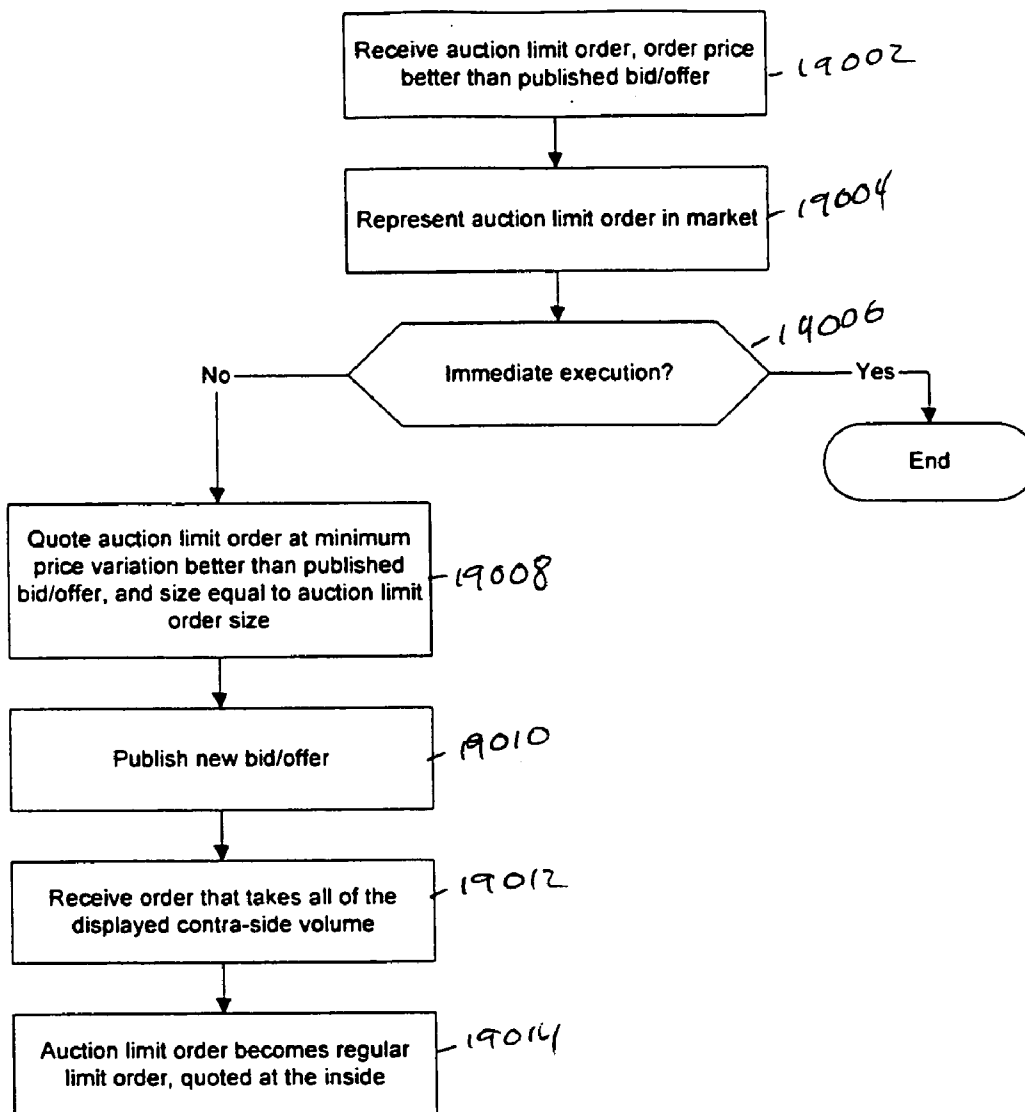 Receive auction limit order, order price
better than published bid/offer
19002
Represent auction limit order in market
19004
Immediate execution?
19006
No
Yes
End
Quote auction limit order at minimum
price variation better than published
bid/offer, and size equal to auction limit
order size
19008
Publish new bid/offer
19010
Receive order that takes all of the
displayed contra-side volume
19012
Auction limit order becomes regular
limit order, quoted at the inside
19014